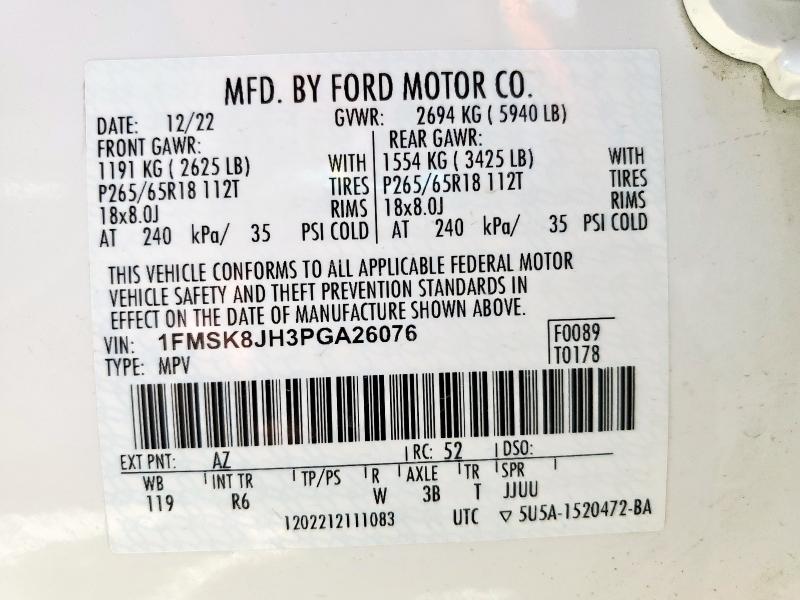 MFD. BY FORD MOTOR CO.
DATE: 12/22 GVWR: 2694 KG ( 5940 LB)
FRONT GAWR: REAR GAWR:
1191 KG ( 2625 LB) WITH 1554 KG ( 3425 LB) WITH
P265/65R18 112T TIRES P265/65R18 112T TIRES
18x8.0J RIMS 18x8.0J RIMS
AT 240 kPa/ 35 PSI COLD AT 240 kPa/ 35 PSI COLD
THIS VEHICLE CONFORMS TO ALL APPLICABLE FEDERAL MOTOR
VEHICLE SAFETY AND THEFT PREVENTION STANDARDS IN
EFFECT ON THE DATE OF MANUFACTURE SHOWN ABOVE.
VIN: 1FMSK8JH3PGA26076 F0089
TYPE: MPV T0178
EXT PNT: AZ RC: 52 DSO:
WB INT TR TP/PS R AXLE TR SPR
119 R6 W 3B T JJUU
1202212111083 UTC ▽ 5U5A-1520472-BA